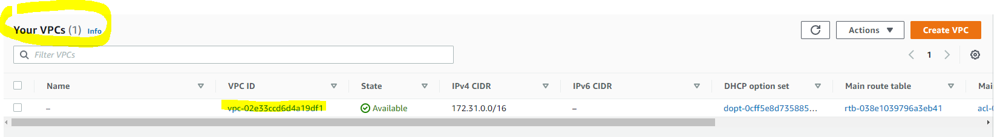 Your VPCs (1) Info
Actions
Create VPC
Filter VPCs
1
Name VPC ID State IPv4 CIDR IPv6 CIDR DHCP option set Main route table Mai
– vpc-02e33ccd6d4a19df1 Available 172.31.0.0/16 – dopt-0cff5e8d735885... rtb-038e1039796a3eb41 acl-0